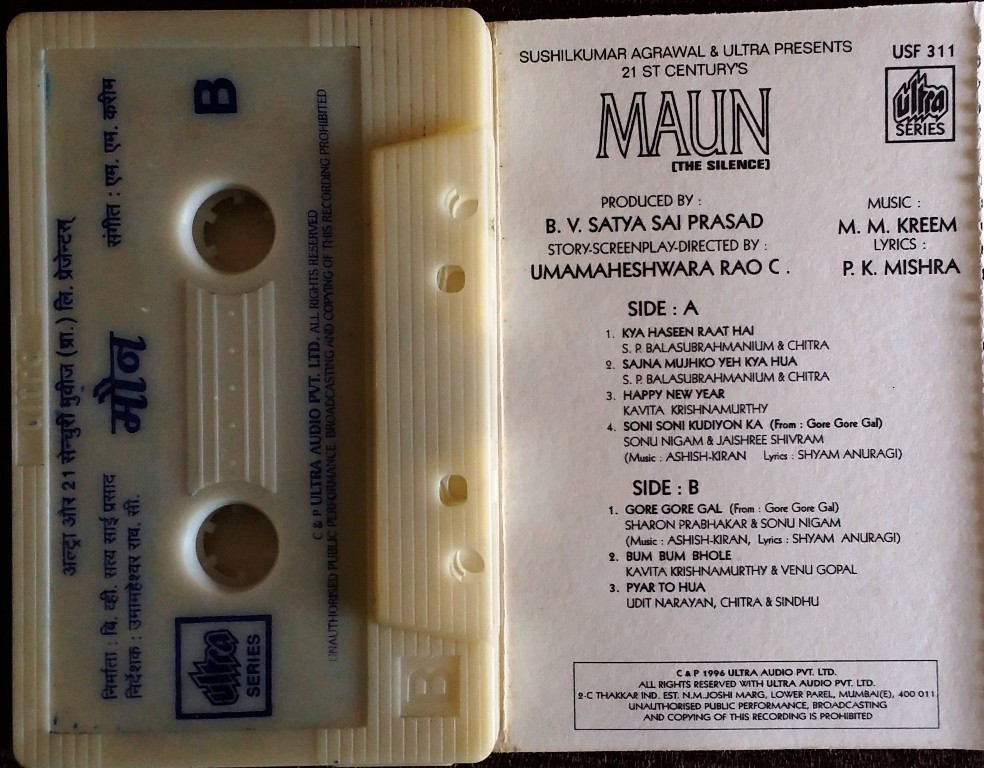 अल्ट्रा ओर 21 सेन्चुरी मुवीज (प्रा.) लि. प्रेजेन्टस्
मौन
निर्माता : बि. व्ही. सत्य साई प्रसाद
निर्देशक : उमामहेश्वर राव. सी.
संगीत : एम. एम. करीम
B
ultra
SERIES
C & P ULTRA AUDIO PVT. LTD. ALL RIGHTS RESERVED
UNAUTHORISED PUBLIC PERFORMANCE. BROADCASTING AND COPYING OF THIS RECORDING PROHIBITED
B
SUSHILKUMAR AGRAWAL & ULTRA PRESENTS
21 ST CENTURY'S
MAUN
(THE SILENCE)
USF 311
ultra
SERIES
PRODUCED BY :
B. V. SATYA SAI PRASAD
STORY-SCREENPLAY-DIRECTED BY :
UMAMAHESHWARA RAO C .
MUSIC :
M. M. KREEM
LYRICS :
P. K. MISHRA
SIDE : A
1. KYA HASEEN RAAT HAI
S. P. BALASUBRAHMANIUM & CHITRA
2. SAJNA MUJHKO YEH KYA HUA
S. P. BALASUBRAHMANIUM & CHITRA
3. HAPPY NEW YEAR
KAVITA KRISHNAMURTHY
4. SONI SONI KUDIYON KA (From : Gore Gore Gal)
SONU NIGAM & JAISHREE SHIVRAM
(Music : ASHISH-KIRAN Lyrics : SHYAM ANURAGI)
SIDE : B
1. GORE GORE GAL (From : Gore Gore Gal)
SHARON PRABHAKAR & SONU NIGAM
(Music : ASHISH-KIRAN, Lyrics : SHYAM ANURAGI)
2. BUM BUM BHOLE
KAVITA KRISHNAMURTHY & VENU GOPAL
3. PYAR TO HUA
UDIT NARAYAN, CHITRA & SINDHU
C & P 1996 ULTRA AUDIO PVT. LTD.
ALL RIGHTS RESERVED WITH ULTRA AUDIO PVT. LTD.
2-C THAKKAR IND. EST. N.M.JOSHI MARG, LOWER PAREL, MUMBAI(E), 400 011.
UNAUTHORISED PUBLIC PERFORMANCE, BROADCASTING
AND COPYING OF THIS RECORDING IS PROHIBITED